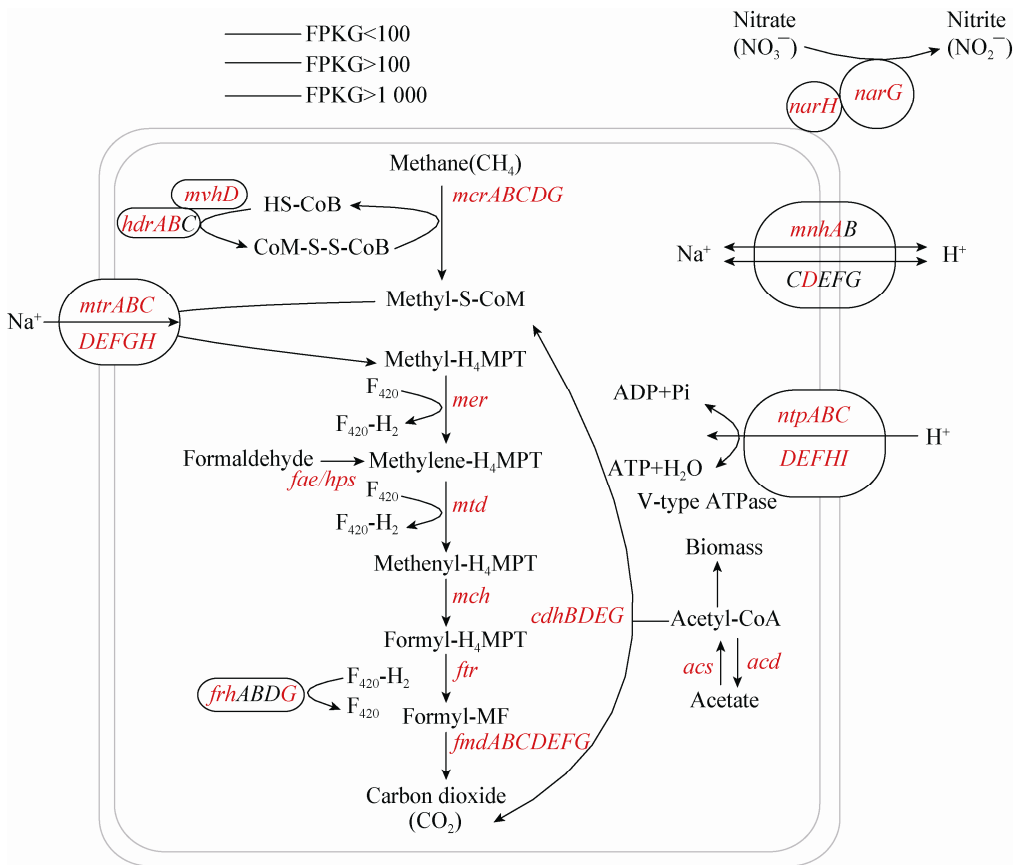 FPKG<100
FPKG>100
FPKG>1 000
Nitrate
(NO₃⁻)
Nitrite
(NO₂⁻)
narH
narG
Methane(CH₄)
mcrABCDG
mvhD
hdrABC
HS-CoB
CoM-S-S-CoB
mnhAB
CDEFG
Na⁺
H⁺
Methyl-S-CoM
mtrABC
DEFGH
Na⁺
Methyl-H₄MPT
F₄₂₀
mer
F₄₂₀-H₂
ADP+Pi
ntpABC
DEFHI
H⁺
ATP+H₂O
V-type ATPase
Formaldehyde
fae/hps
Methylene-H₄MPT
F₄₂₀
mtd
F₄₂₀-H₂
Methenyl-H₄MPT
mch
Biomass
cdhBDEG
Acetyl-CoA
Formyl-H₄MPT
ftr
acs
acd
Acetate
frhABDG
F₄₂₀-H₂
F₄₂₀
Formyl-MF
fmdABCDEFG
Carbon dioxide
(CO₂)